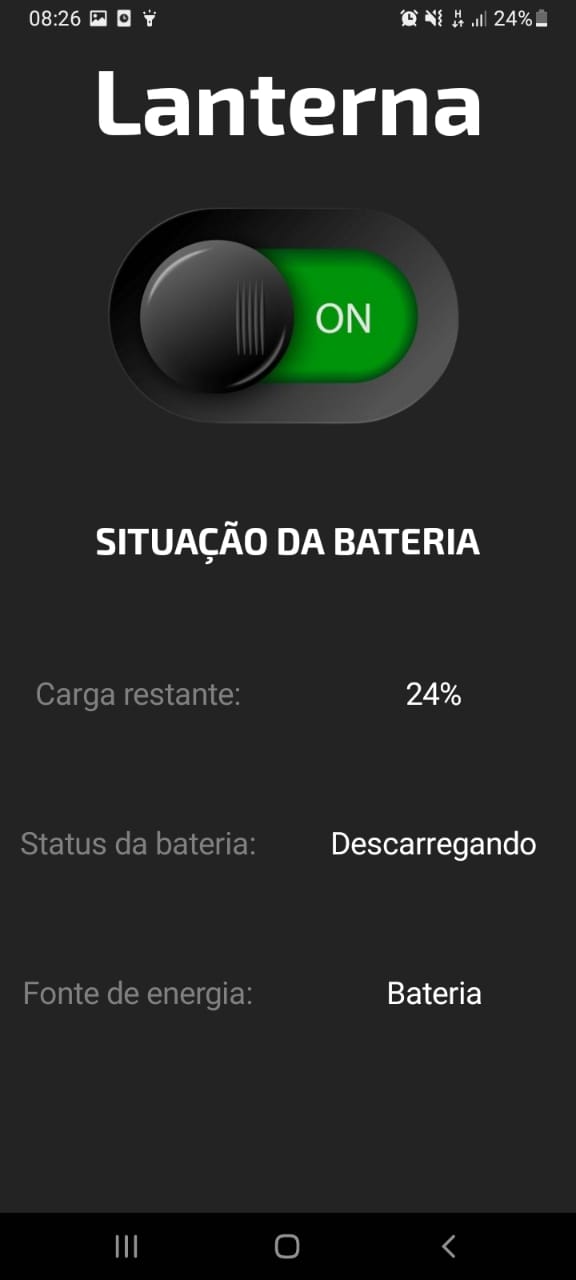 08:26 24%
Lanterna
ON
SITUAÇÃO DA BATERIA
Carga restante: 24%
Status da bateria: Descarregando
Fonte de energia: Bateria